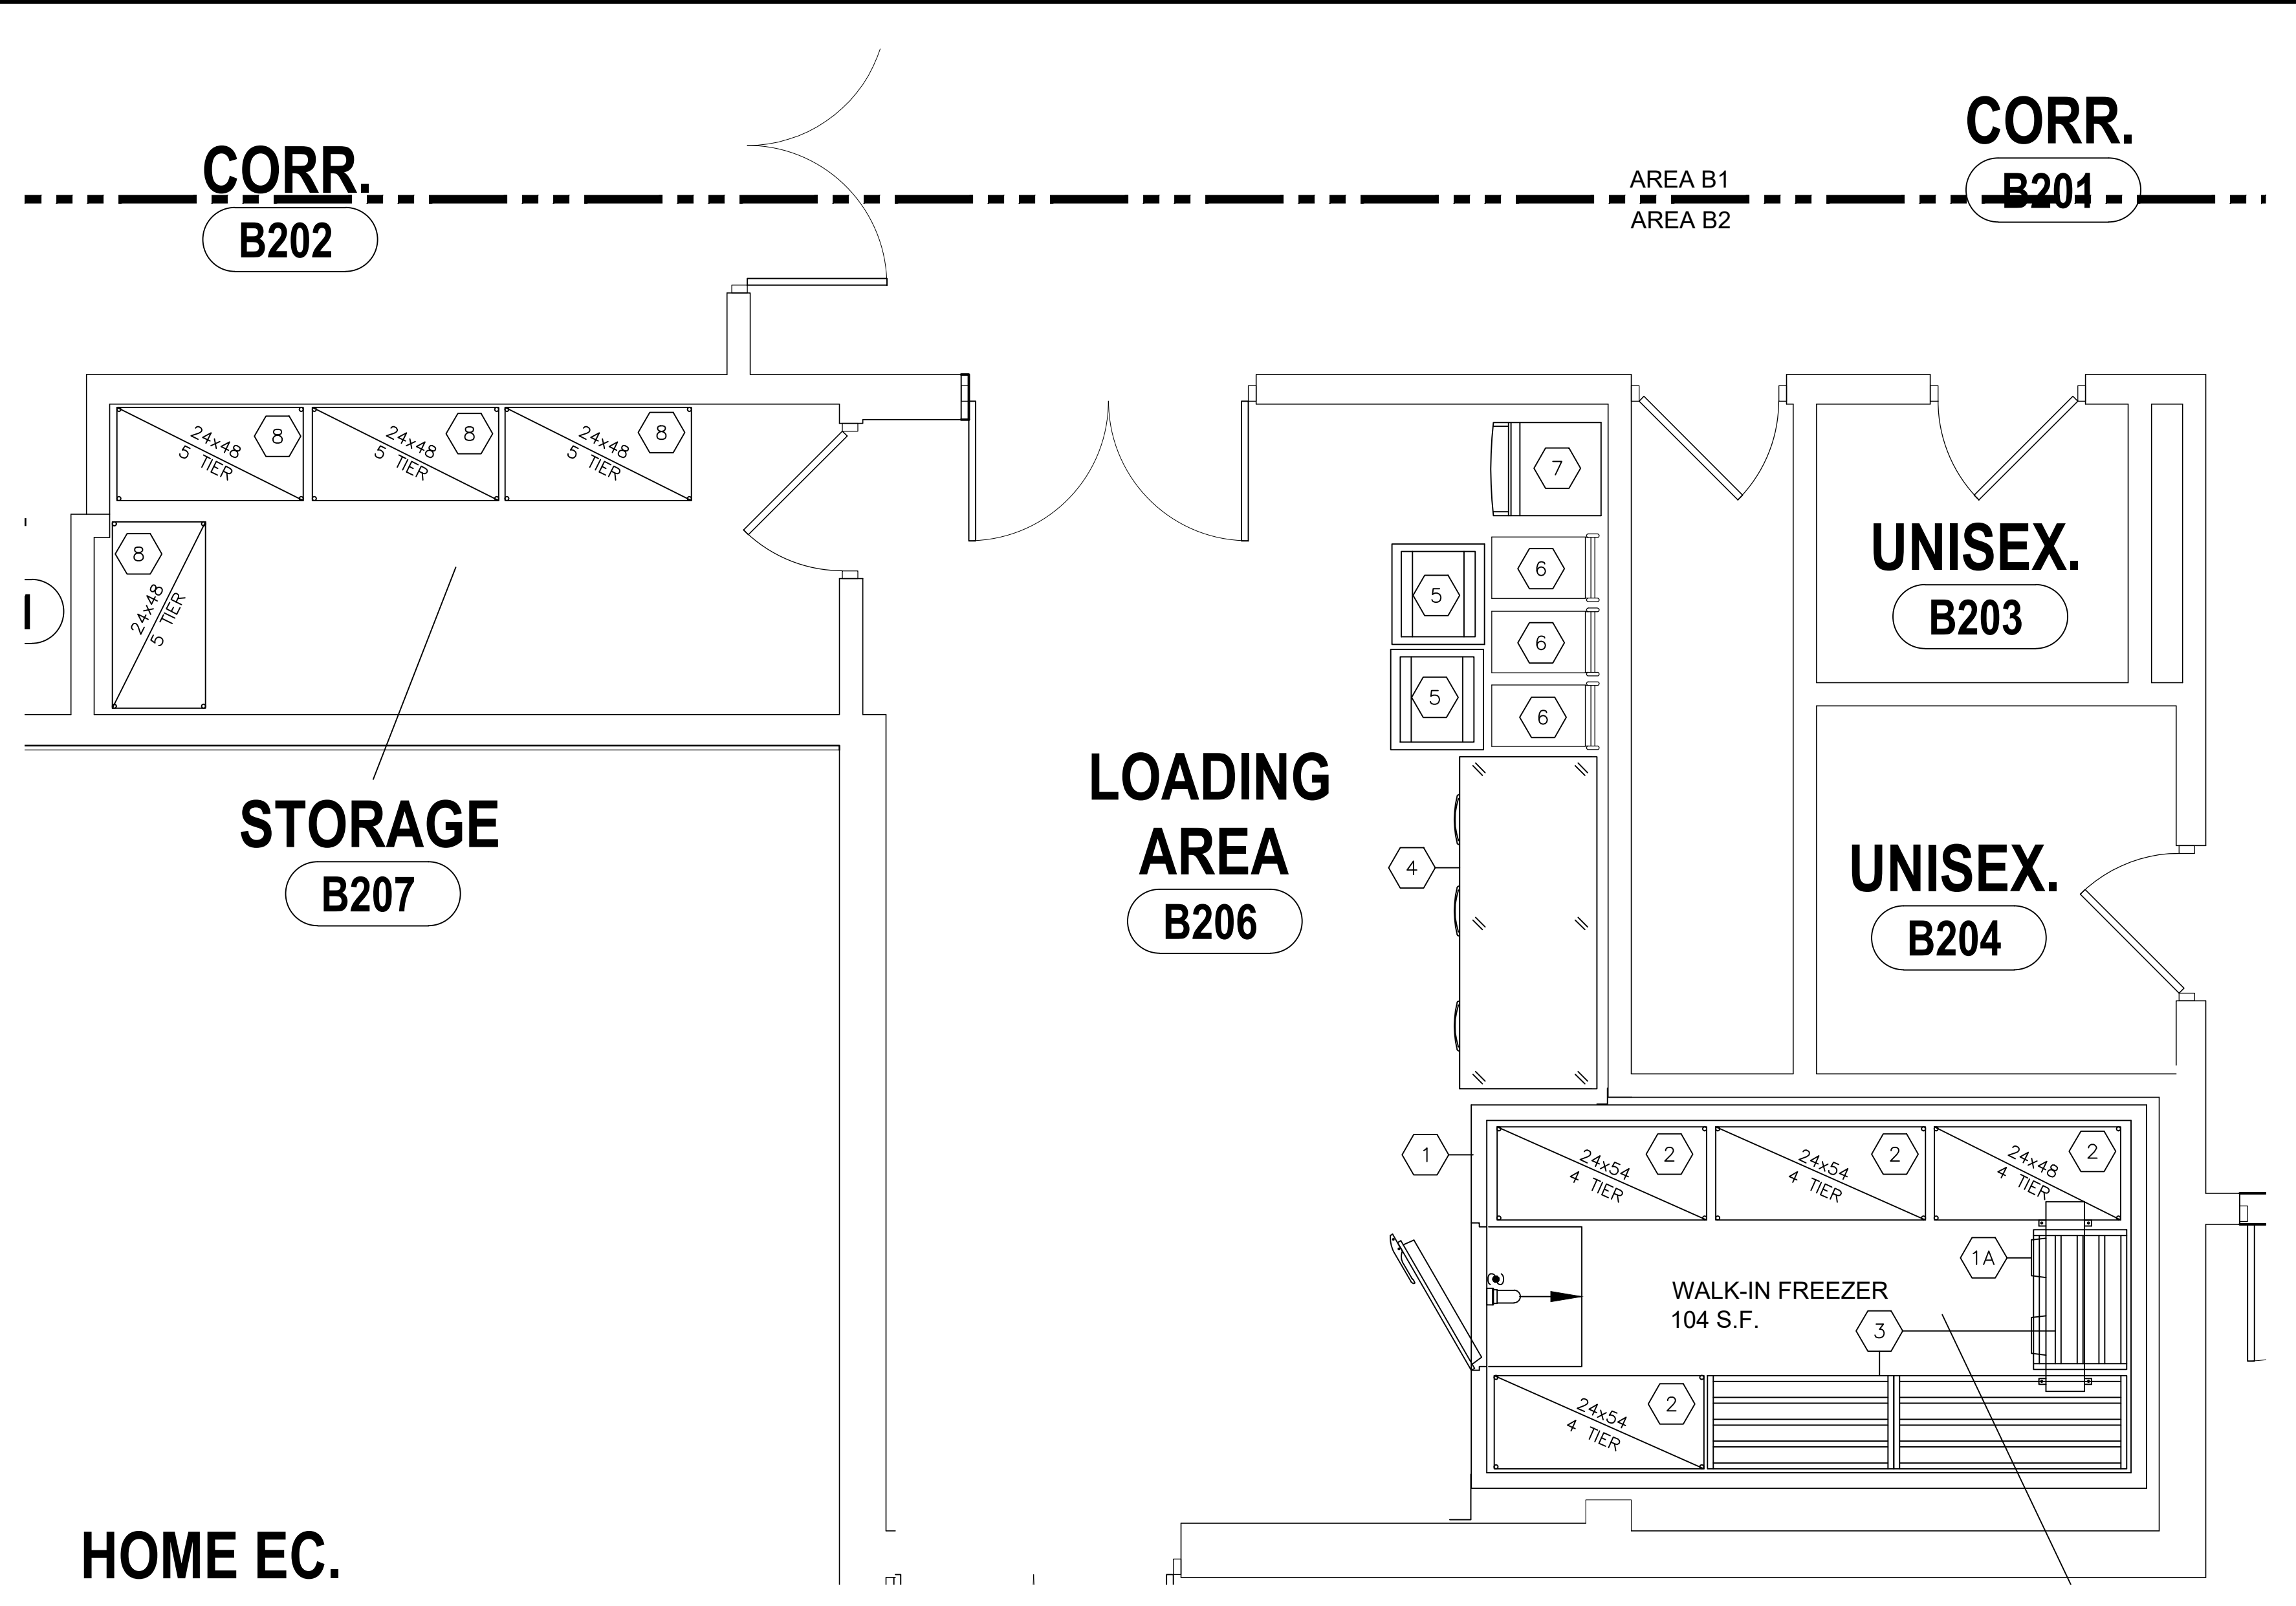 CORR.
B202
AREA B1
AREA B2
CORR.
B201
24x48
5 TIER
8
24x48
5 TIER
8
24x48
5 TIER
8
8
24x48
5 TIER
7
6
5
6
5
6
UNISEX.
B203
LOADING
AREA
B206
4
UNISEX.
B204
STORAGE
B207
1
24x54
4 TIER
2
24x54
4 TIER
2
24x48
4 TIER
2
1A
WALK-IN FREEZER
104 S.F.
3
24x54
4 TIER
2
HOME EC.